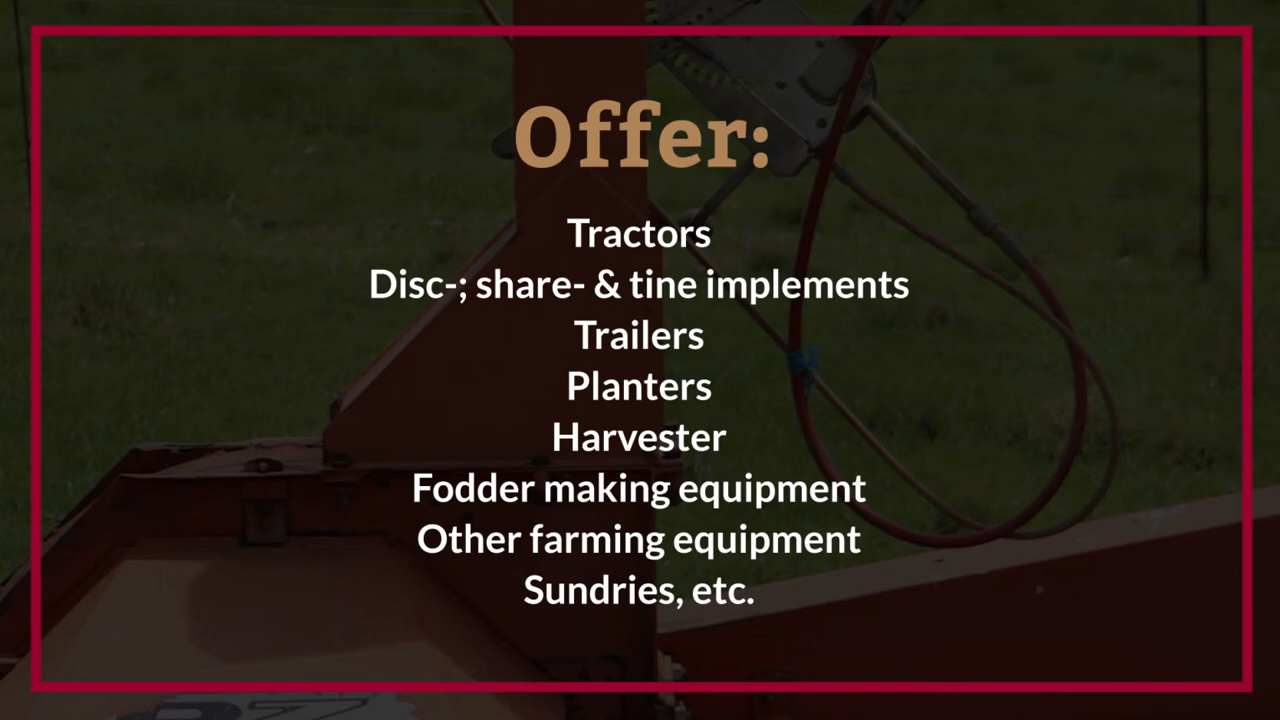 Offer:
Tractors
Disc-; share- & tine implements
Trailers
Planters
Harvester
Fodder making equipment
Other farming equipment
Sundries, etc.